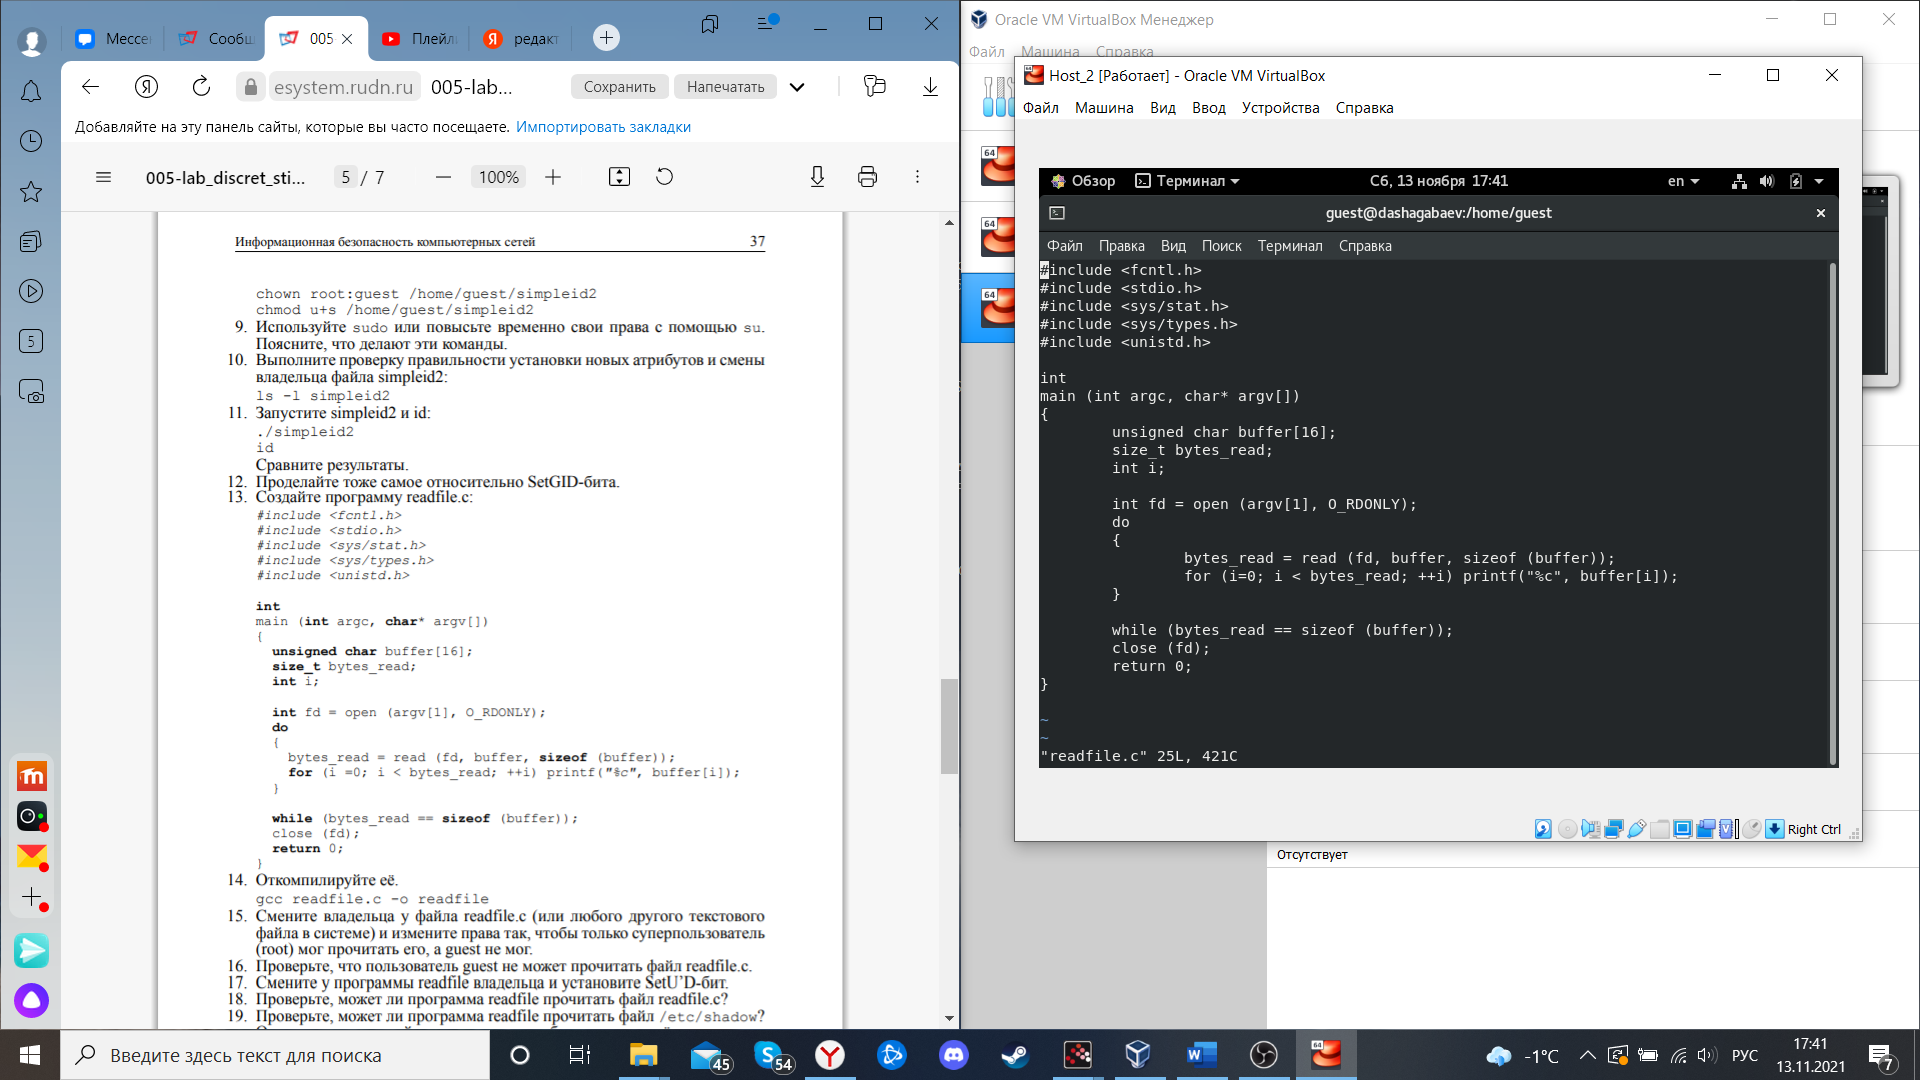 Мессе
Сообщ
005
Плейл
редакт
esystem.rudn.ru
005-lab...
Сохранить
Напечатать
Добавляйте на эту панель сайты, которые вы часто посещаете. Импортировать закладки
005-lab_discret_sti...
5 / 7
100%
Информационная безопасность компьютерных сетей 37
chown root:guest /home/guest/simpleid2
chmod u+s /home/guest/simpleid2
9. Используйте sudo или повысьте временно свои права с помощью su.
Поясните, что делают эти команды.
10. Выполните проверку правильности установки новых атрибутов и смены
владельца файла simpleid2:
ls -l simpleid2
11. Запустите simpleid2 и id:
./simpleid2
id
Сравните результаты.
12. Проделайте тоже самое относительно SetGID-бита.
13. Создайте программу readfile.c:
#include <fcntl.h>
#include <stdio.h>
#include <sys/stat.h>
#include <sys/types.h>
#include <unistd.h>
int
main (int argc, char* argv[])
{
unsigned char buffer[16];
size_t bytes_read;
int i;
int fd = open (argv[1], O_RDONLY);
do
{
bytes_read = read (fd, buffer, sizeof (buffer));
for (i =0; i < bytes_read; ++i) printf("%c", buffer[i]);
}
while (bytes_read == sizeof (buffer));
close (fd);
return 0;
}
14. Откомпилируйте её.
gcc readfile.c -o readfile
15. Смените владельца у файла readfile.c (или любого другого текстового
файла в системе) и измените права так, чтобы только суперпользователь
(root) мог прочитать его, a guest не мог.
16. Проверьте, что пользователь guest не может прочитать файл readfile.c.
17. Смените у программы readfile владельца и установите SetU'D-бит.
18. Проверьте, может ли программа readfile прочитать файл readfile.c?
19. Проверьте, может ли программа readfile прочитать файл /etc/shadow?
5
Oracle VM VirtualBox Менеджер
Файл Машина Справка
64
64
64
Host_2 [Работает] - Oracle VM VirtualBox
Файл Машина Вид Ввод Устройства Справка
Обзор Терминал Сб, 13 ноября 17:41 en
guest@dashagabaev:/home/guest
Файл Правка Вид Поиск Терминал Справка
#include <fcntl.h>
#include <stdio.h>
#include <sys/stat.h>
#include <sys/types.h>
#include <unistd.h>
int
main (int argc, char* argv[])
{
unsigned char buffer[16];
size_t bytes_read;
int i;
int fd = open (argv[1], O_RDONLY);
do
{
bytes_read = read (fd, buffer, sizeof (buffer));
for (i=0; i < bytes_read; ++i) printf("%c", buffer[i]);
}
while (bytes_read == sizeof (buffer));
close (fd);
return 0;
}
~
~
"readfile.c" 25L, 421C
Right Ctrl
Отсутствует
Введите здесь текст для поиска
45
54
64
-1°C
РУС
17:41
13.11.2021
7